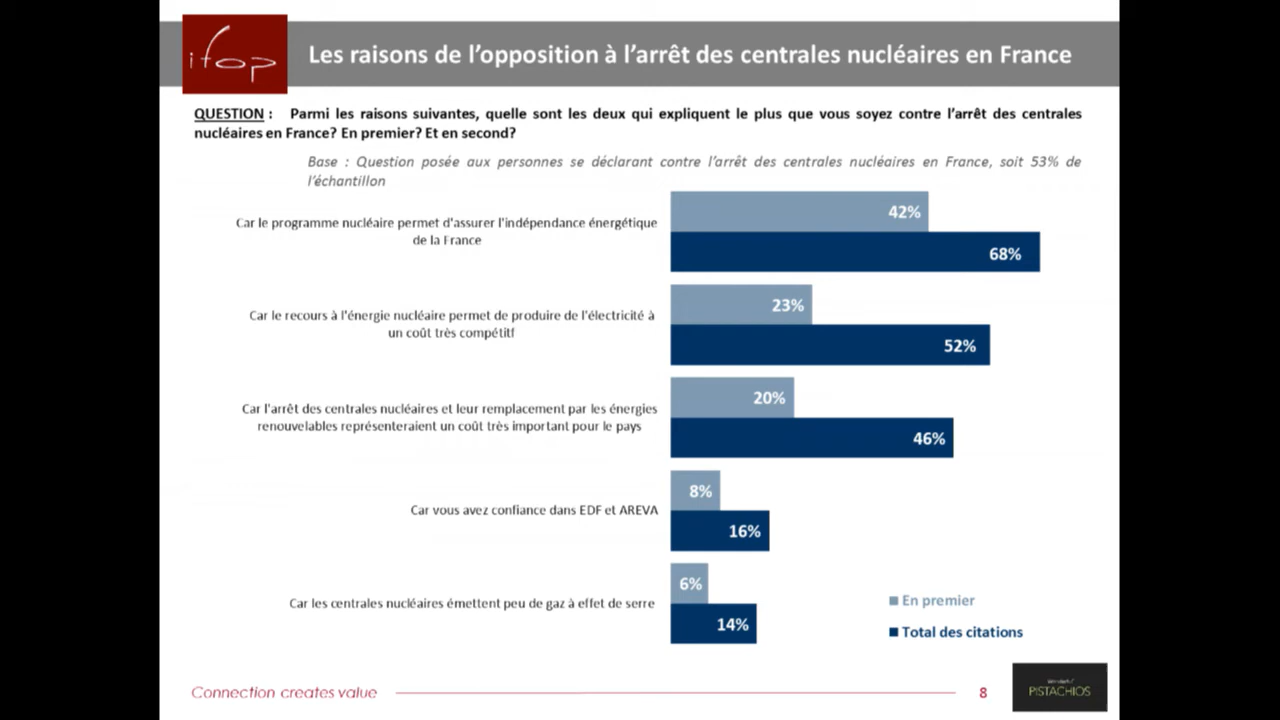 ifop
Les raisons de l'opposition à l'arrêt des centrales nucléaires en France
QUESTION : Parmi les raisons suivantes, quelle sont les deux qui expliquent le plus que vous soyez contre l'arrêt des centrales
nucléaires en France? En premier? Et en second?
Base : Question posée aux personnes se déclarant contre l'arrêt des centrales nucléaires en France, soit 53% de
l'échantillon
Car le programme nucléaire permet d'assurer l'indépendance énergétique
de la France
42%
68%
Car le recours à l'énergie nucléaire permet de produire de l'électricité à
un coût très compétitf
23%
52%
Car l'arrêt des centrales nucléaires et leur remplacement par les énergies
renouvelables représenteraient un coût très important pour le pays
20%
46%
Car vous avez confiance dans EDF et AREVA
8%
16%
Car les centrales nucléaires émettent peu de gaz à effet de serre
6%
14%
En premier
Total des citations
Connection creates value
8
PISTACHIOS